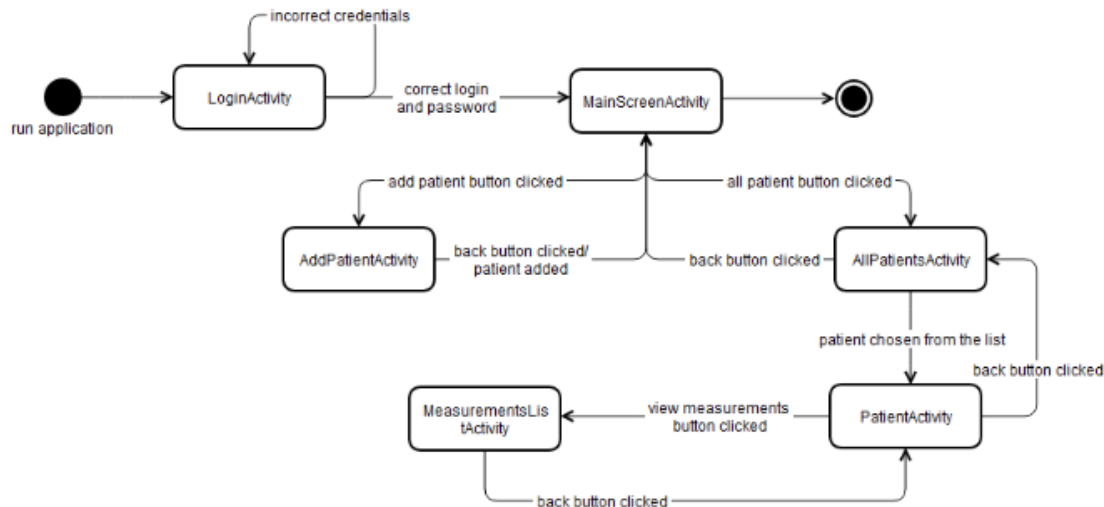 incorrect credentials
LoginActivity
correct login
and password
MainScreenActivity
run application
add patient button clicked
all patient button clicked
AddPatientActivity
back button clicked/
patient added
back button clicked
AllPatientsActivity
patient chosen from the list
back button clicked
MeasurementsLis
tActivity
view measurements
button clicked
PatientActivity
back button clicked